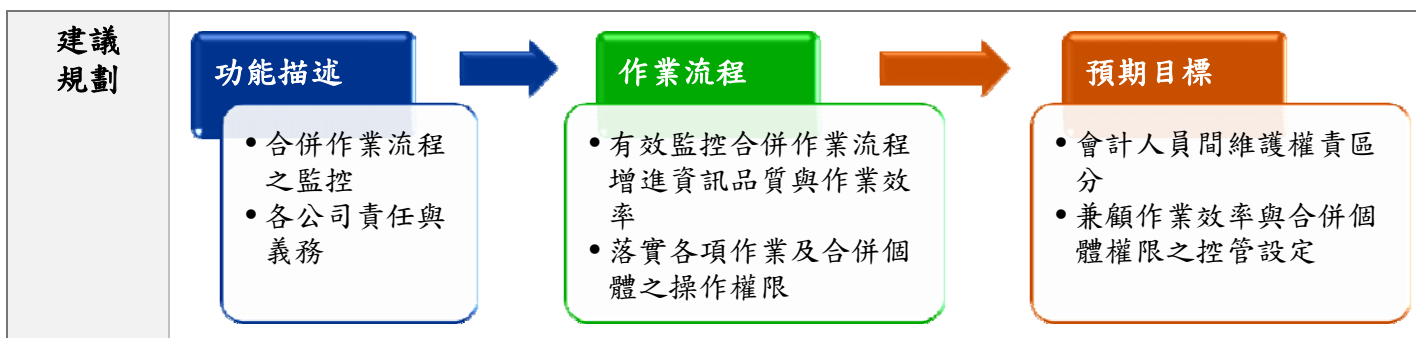 建議
規劃
功能描述
• 合併作業流程
之監控
• 各公司責任與
義務
作業流程
• 有效監控合併作業流程
增進資訊品質與作業效
率
• 落實各項作業及合併個
體之操作權限
預期目標
• 會計人員間維護權責區
分
• 兼顧作業效率與合併個
體權限之控管設定